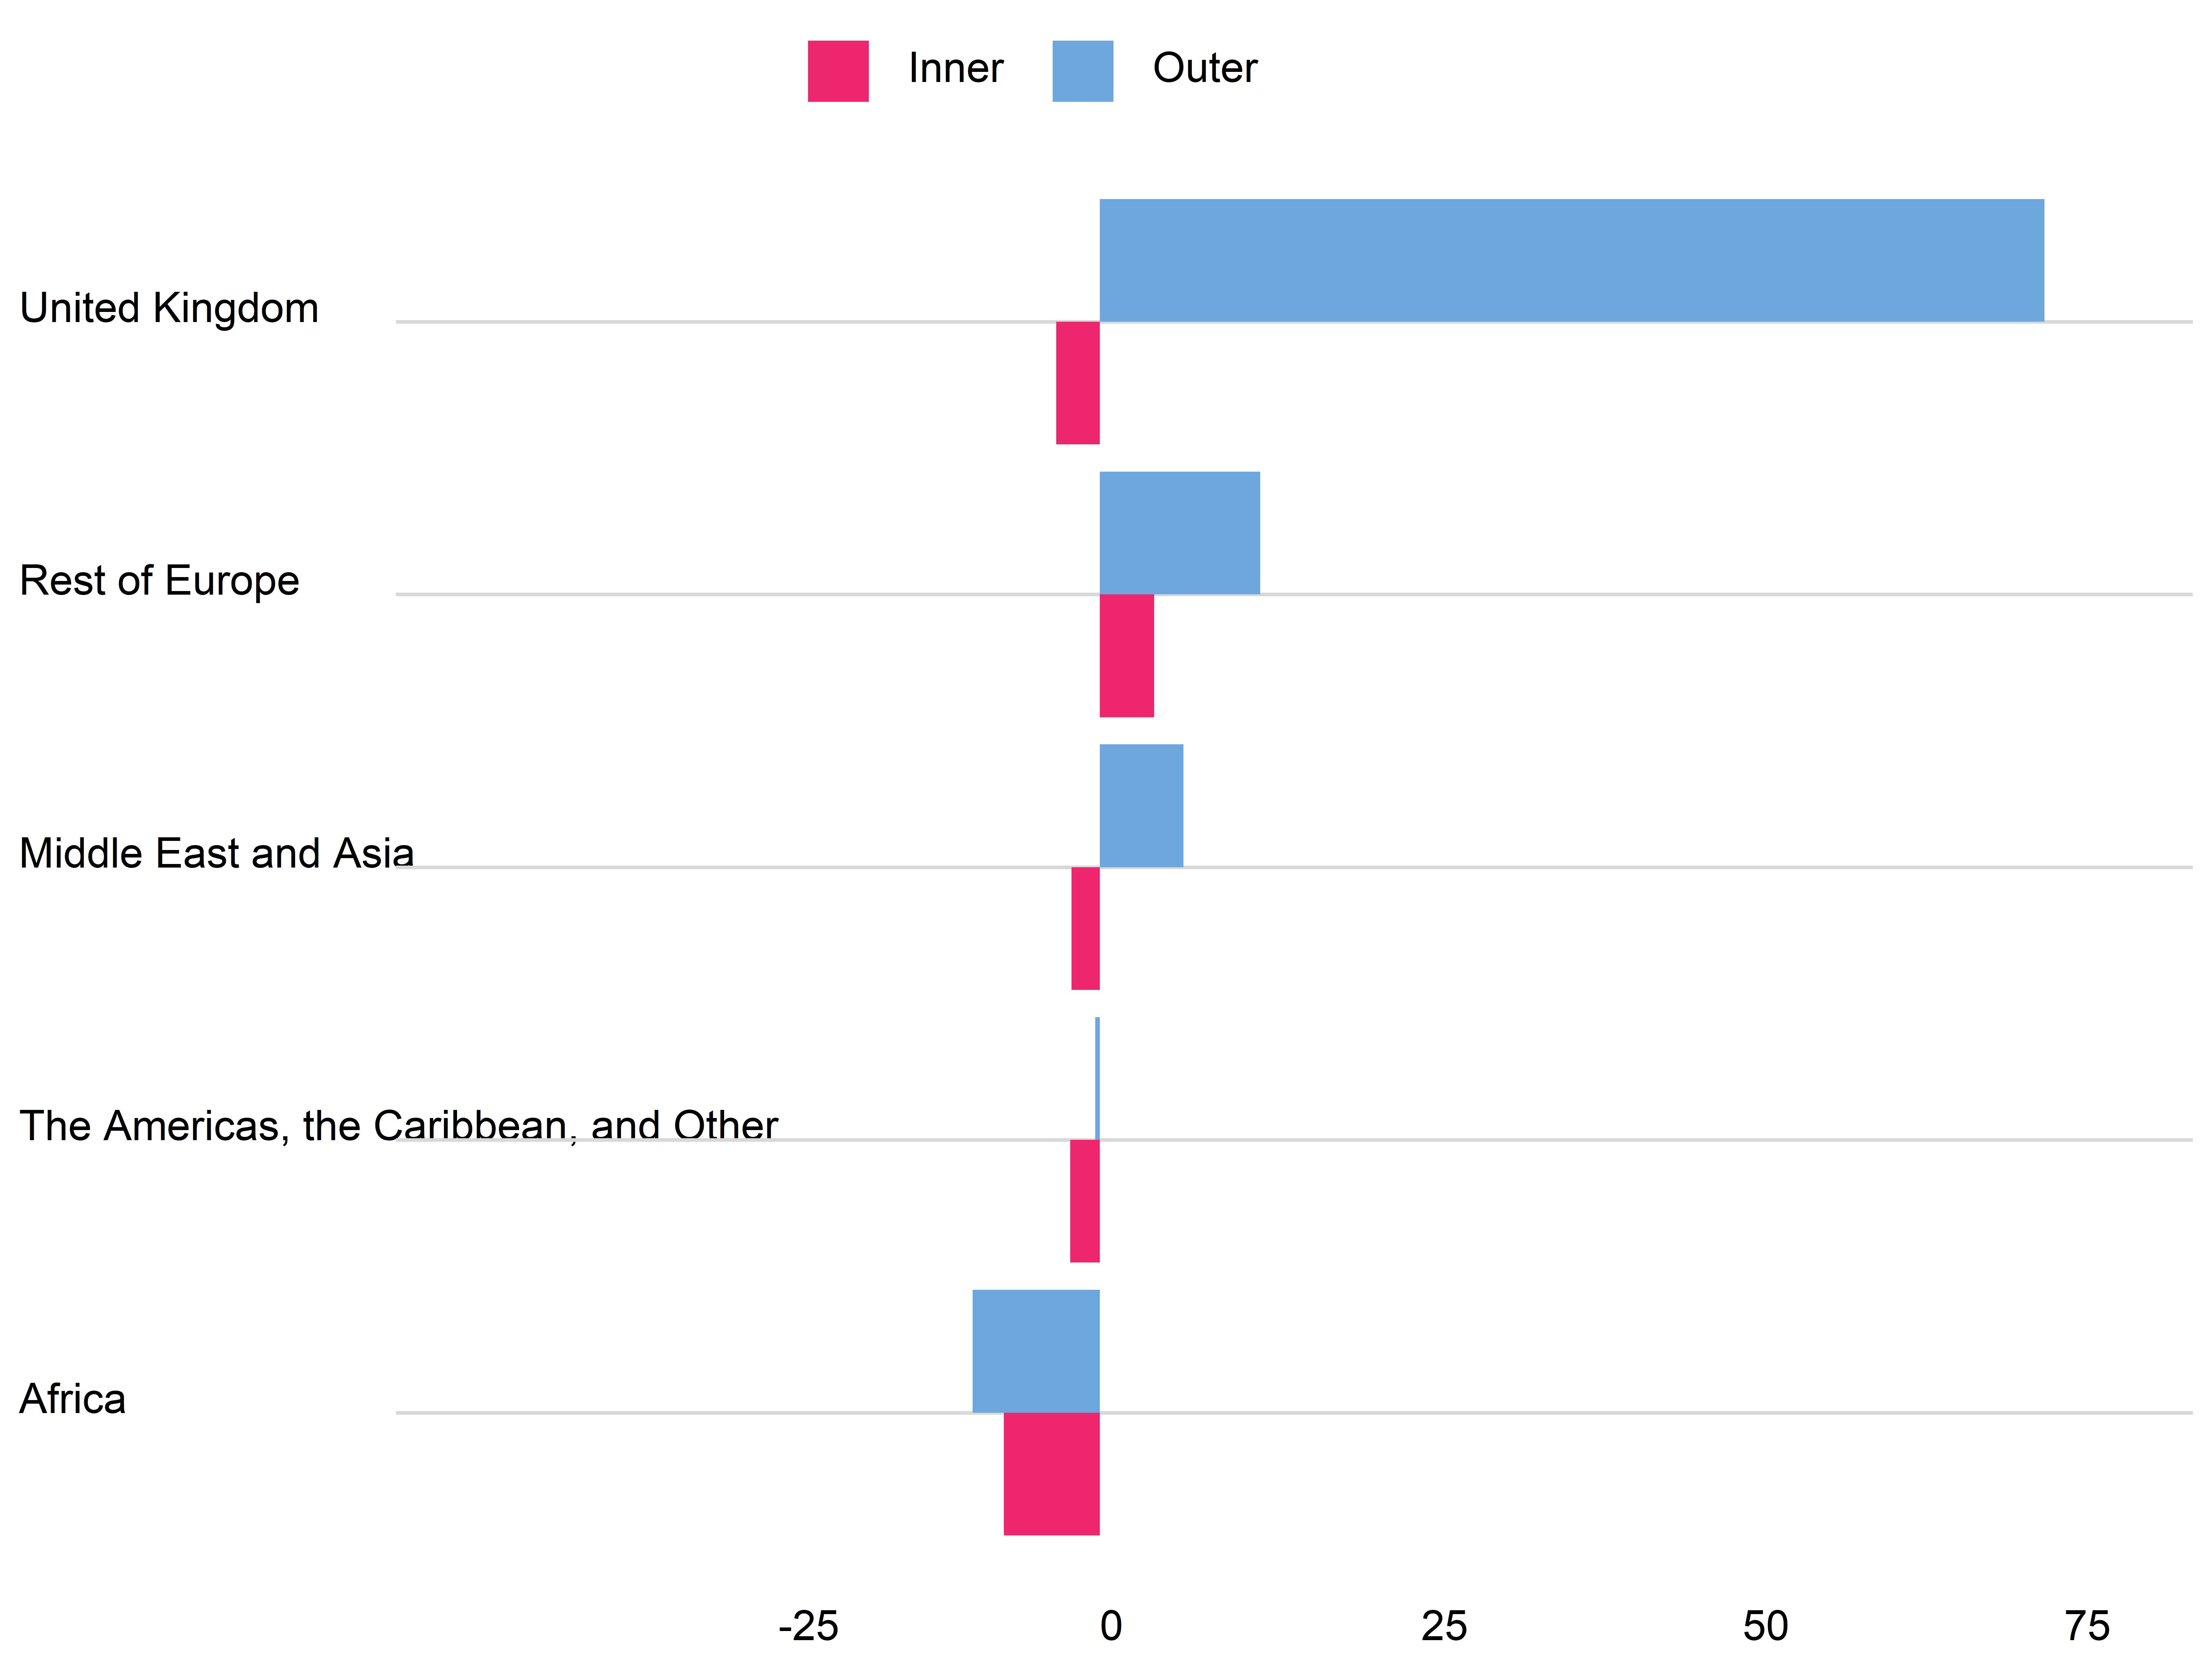 Inner Outer
United Kingdom
Rest of Europe
Middle East and Asia
The Americas, the Caribbean, and Other
Africa
-25 0 25 50 75